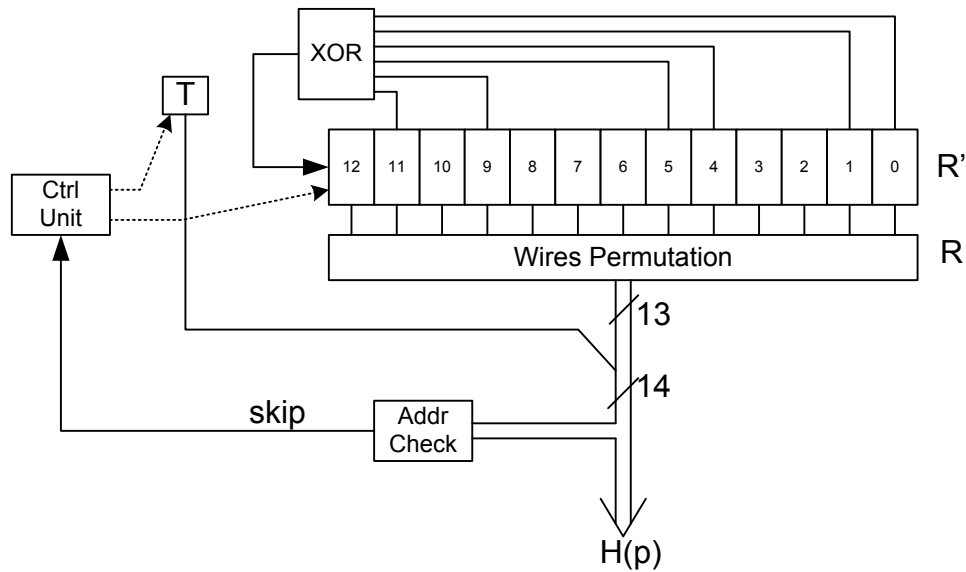 XOR
T
12 11 10 9 8 7 6 5 4 3 2 1 0
R'
Ctrl
Unit
Wires Permutation
R
13
14
skip
Addr
Check
H(p)